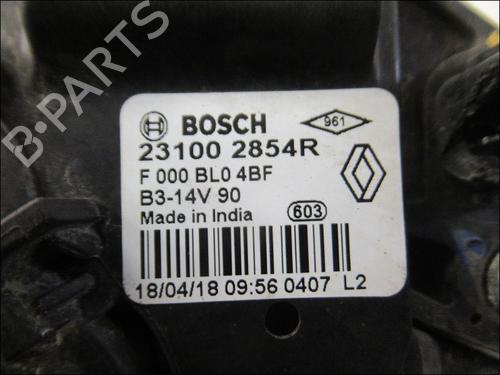 BOSCH
961
23100 2854R
F 000 BL0 4BF
B3-14V 90
Made in India
603
18/04/18 09:56 0407 L2
B-PARTS